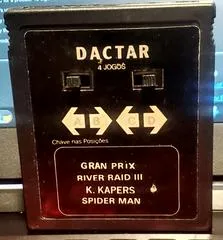 DACTAR
4 JOGOS
A B C D
Chave nas Posições
GRAN PRIX
RIVER RAID III
K. KAPERS
SPIDER MAN